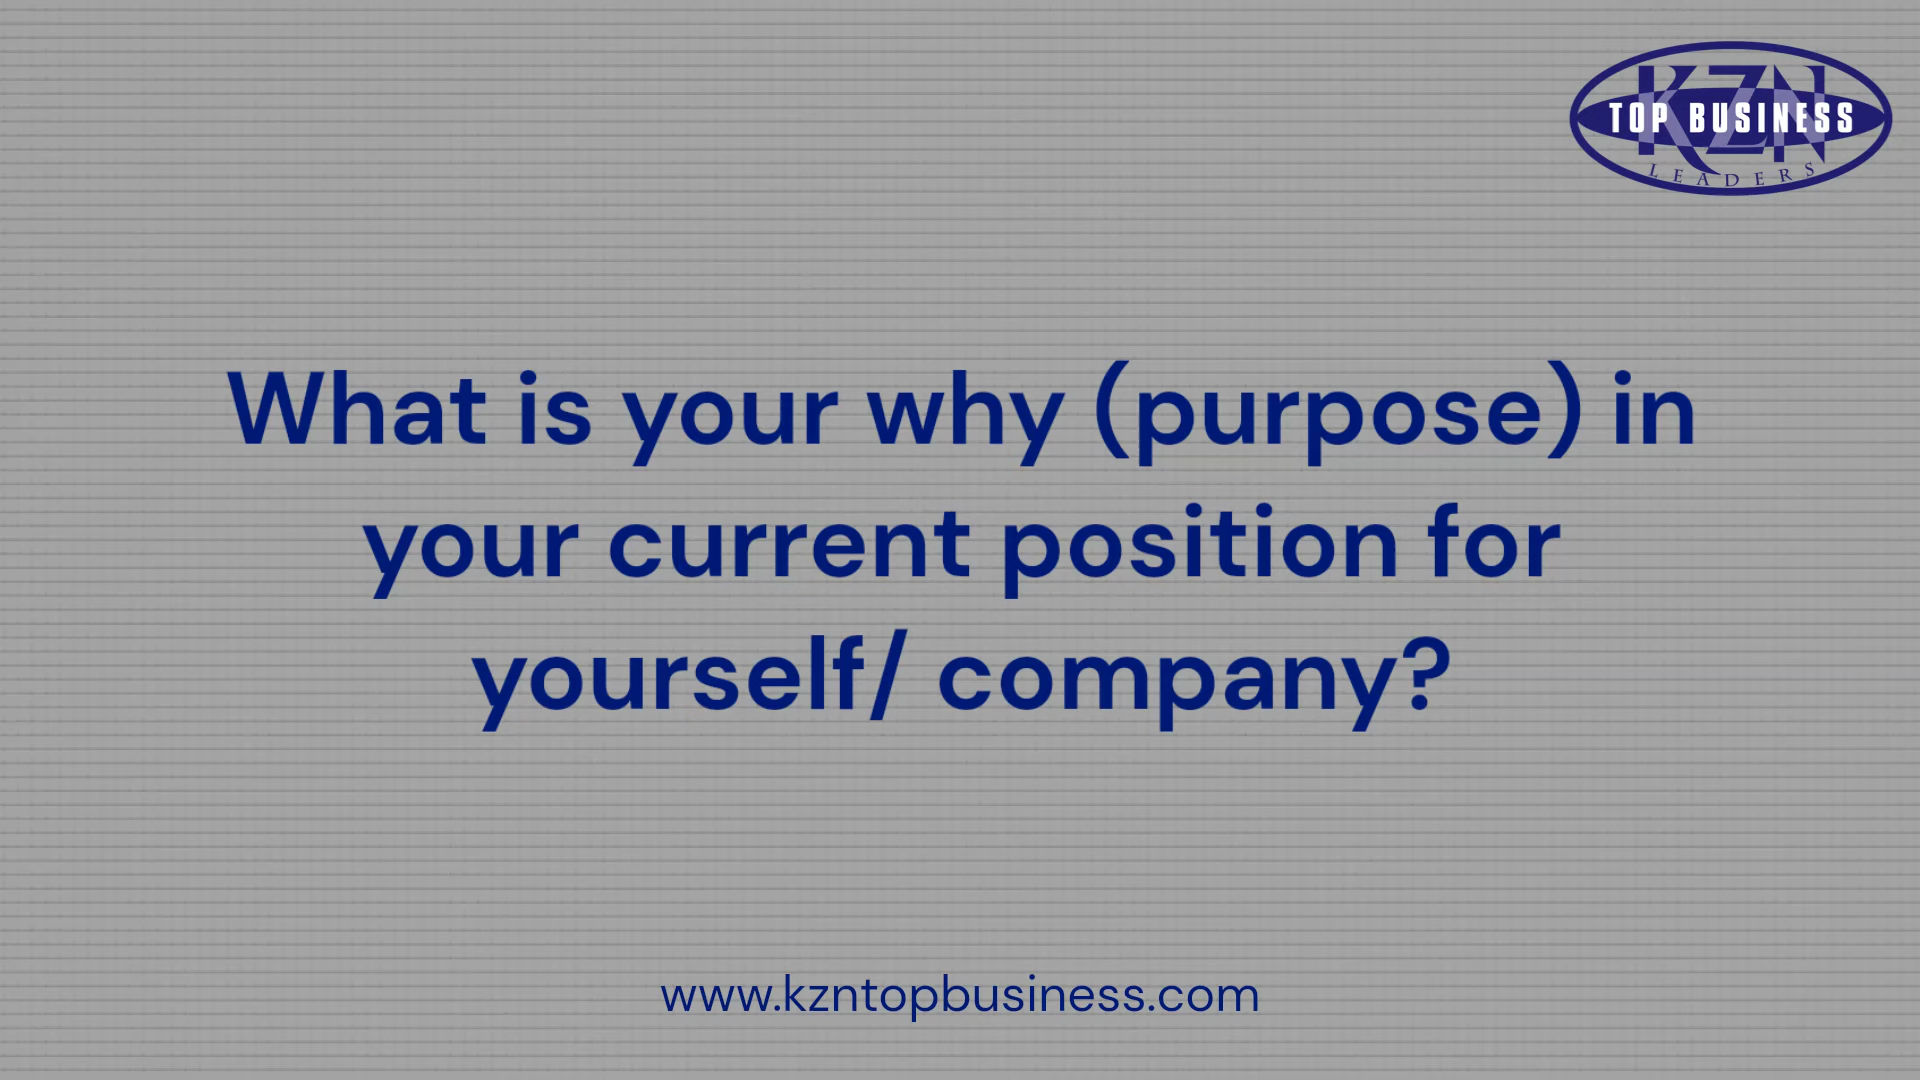 KZN
TOP BUSINESS
LEADERS
What is your why (purpose) in
your current position for
yourself/ company?
www.kzntopbusiness.com